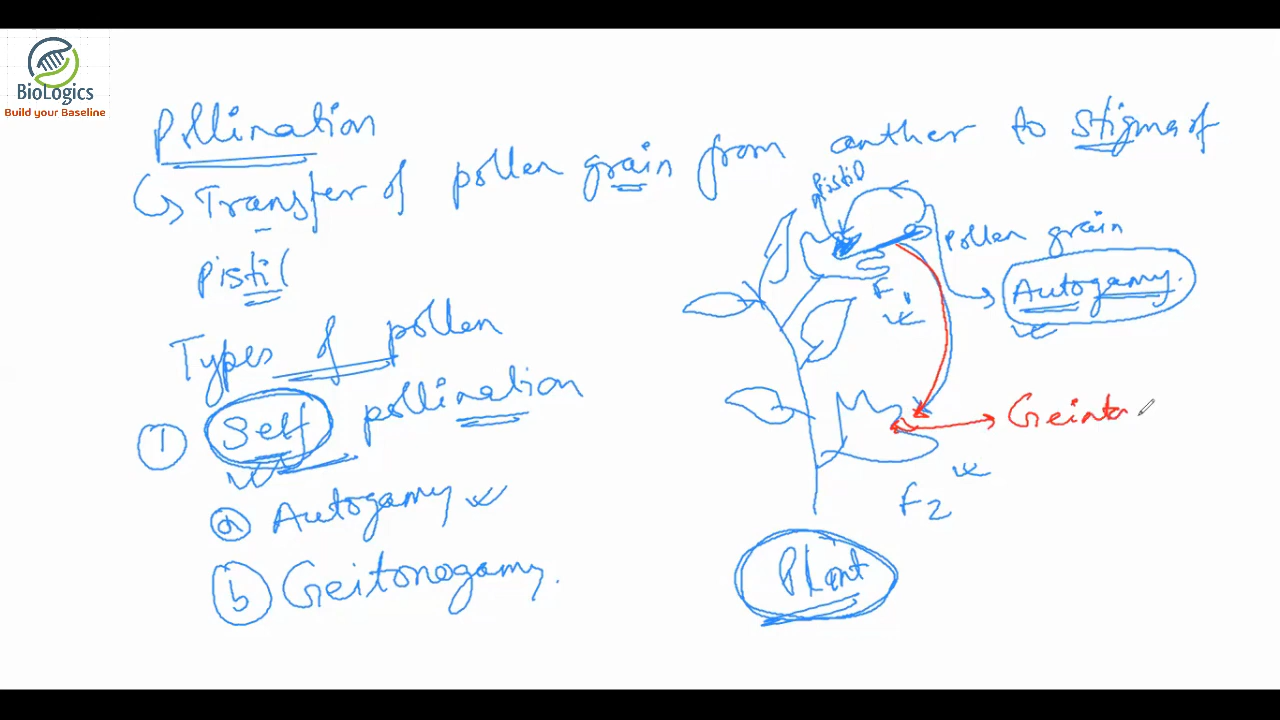 BioLogics
Build your Baseline
Pollination
Transfer of pollen grain from anther to stigma of
pistil
Types of pollen
① Self pollination
ⓐ Autogamy
ⓑ Geitonogamy.
Pistil
pollen grain
Autogamy.
F1
Geinto
F2
Plant